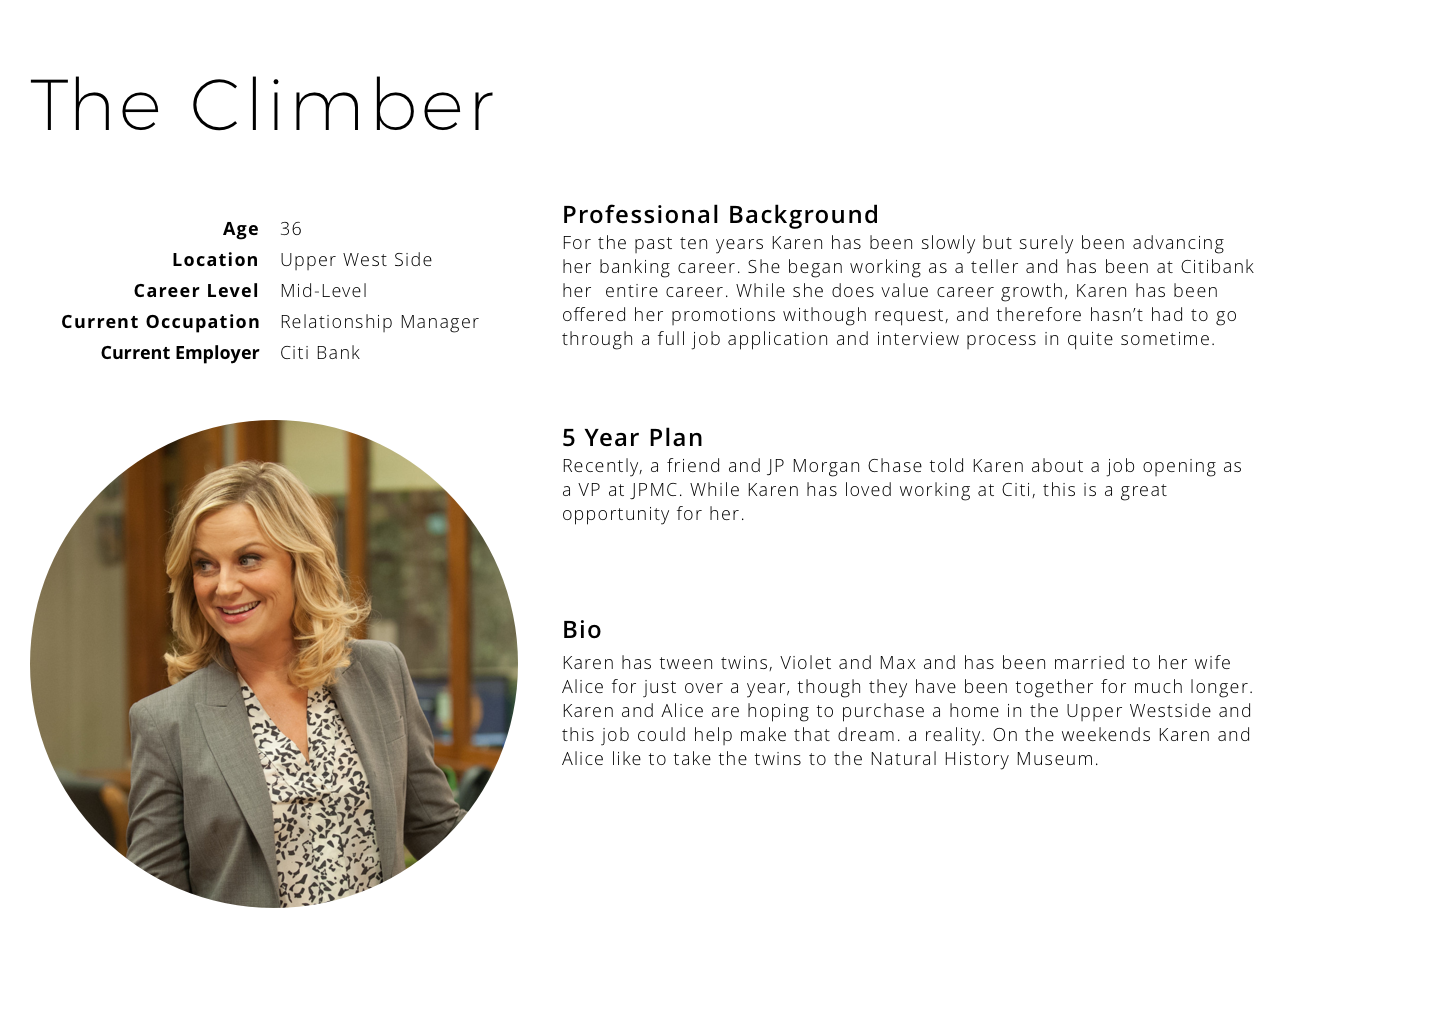 The Climber
Age 36
Location Upper West Side
Career Level Mid-Level
Current Occupation Relationship Manager
Current Employer Citi Bank
Professional Background
For the past ten years Karen has been slowly but surely been advancing
her banking career. She began working as a teller and has been at Citibank
her  entire career. While she does value career growth, Karen has been
offered her promotions withough request, and therefore hasn’t had to go
through a full job application and interview process in quite sometime.
5 Year Plan
Recently, a friend and JP Morgan Chase told Karen about a job opening as
a VP at JPMC. While Karen has loved working at Citi, this is a great
opportunity for her.
Bio
Karen has tween twins, Violet and Max and has been married to her wife
Alice for just over a year, though they have been together for much longer.
Karen and Alice are hoping to purchase a home in the Upper Westside and
this job could help make that dream. a reality. On the weekends Karen and
Alice like to take the twins to the Natural History Museum.